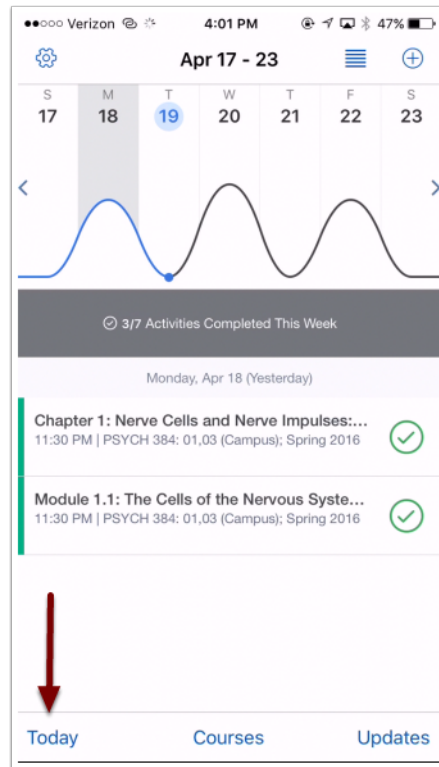 Verizon 4:01 PM 47%
Apr 17 - 23
S M T W T F S
17 18 19 20 21 22 23
3/7 Activities Completed This Week
Monday, Apr 18 (Yesterday)
Chapter 1: Nerve Cells and Nerve Impulses:...
11:30 PM | PSYCH 384: 01,03 (Campus); Spring 2016
Module 1.1: The Cells of the Nervous Syste...
11:30 PM | PSYCH 384: 01,03 (Campus); Spring 2016
Today Courses Updates